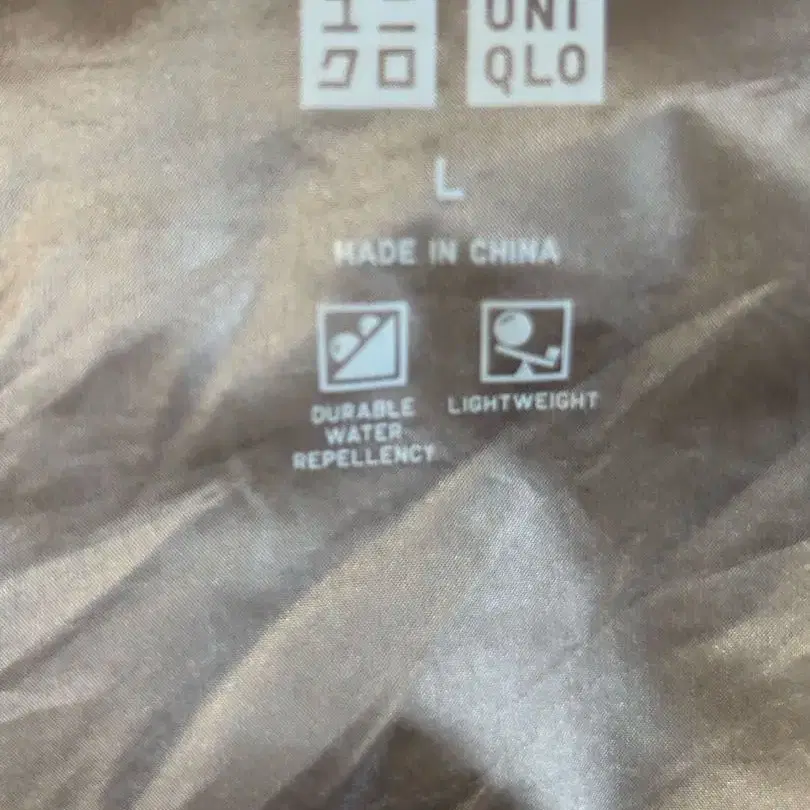 ユニ UNI
クロ QLO
L
MADE IN CHINA
DURABLE
WATER
REPELLENCY
LIGHTWEIGHT